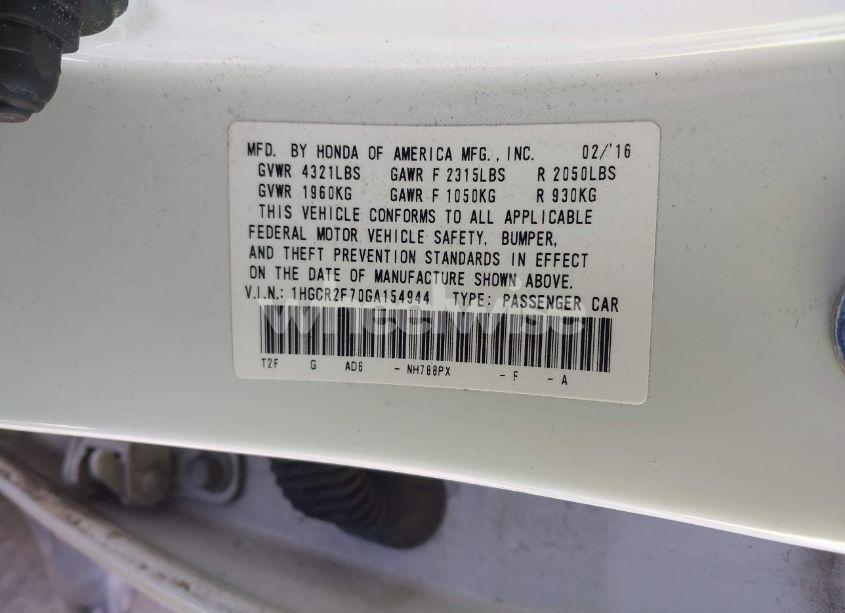 MFD. BY HONDA OF AMERICA MFG., INC. 02/'16
GVWR 4321LBS GAWR F 2315LBS R 2050LBS
GVWR 1960KG GAWR F 1050KG R 930KG
THIS VEHICLE CONFORMS TO ALL APPLICABLE
FEDERAL MOTOR VEHICLE SAFETY, BUMPER,
AND THEFT PREVENTION STANDARDS IN EFFECT
ON THE DATE OF MANUFACTURE SHOWN ABOVE.
V.I.N.: 1HGCR2F70GA154944 TYPE: PASSENGER CAR
wheelwise
T2F G AD6 - NH788PX - F - A